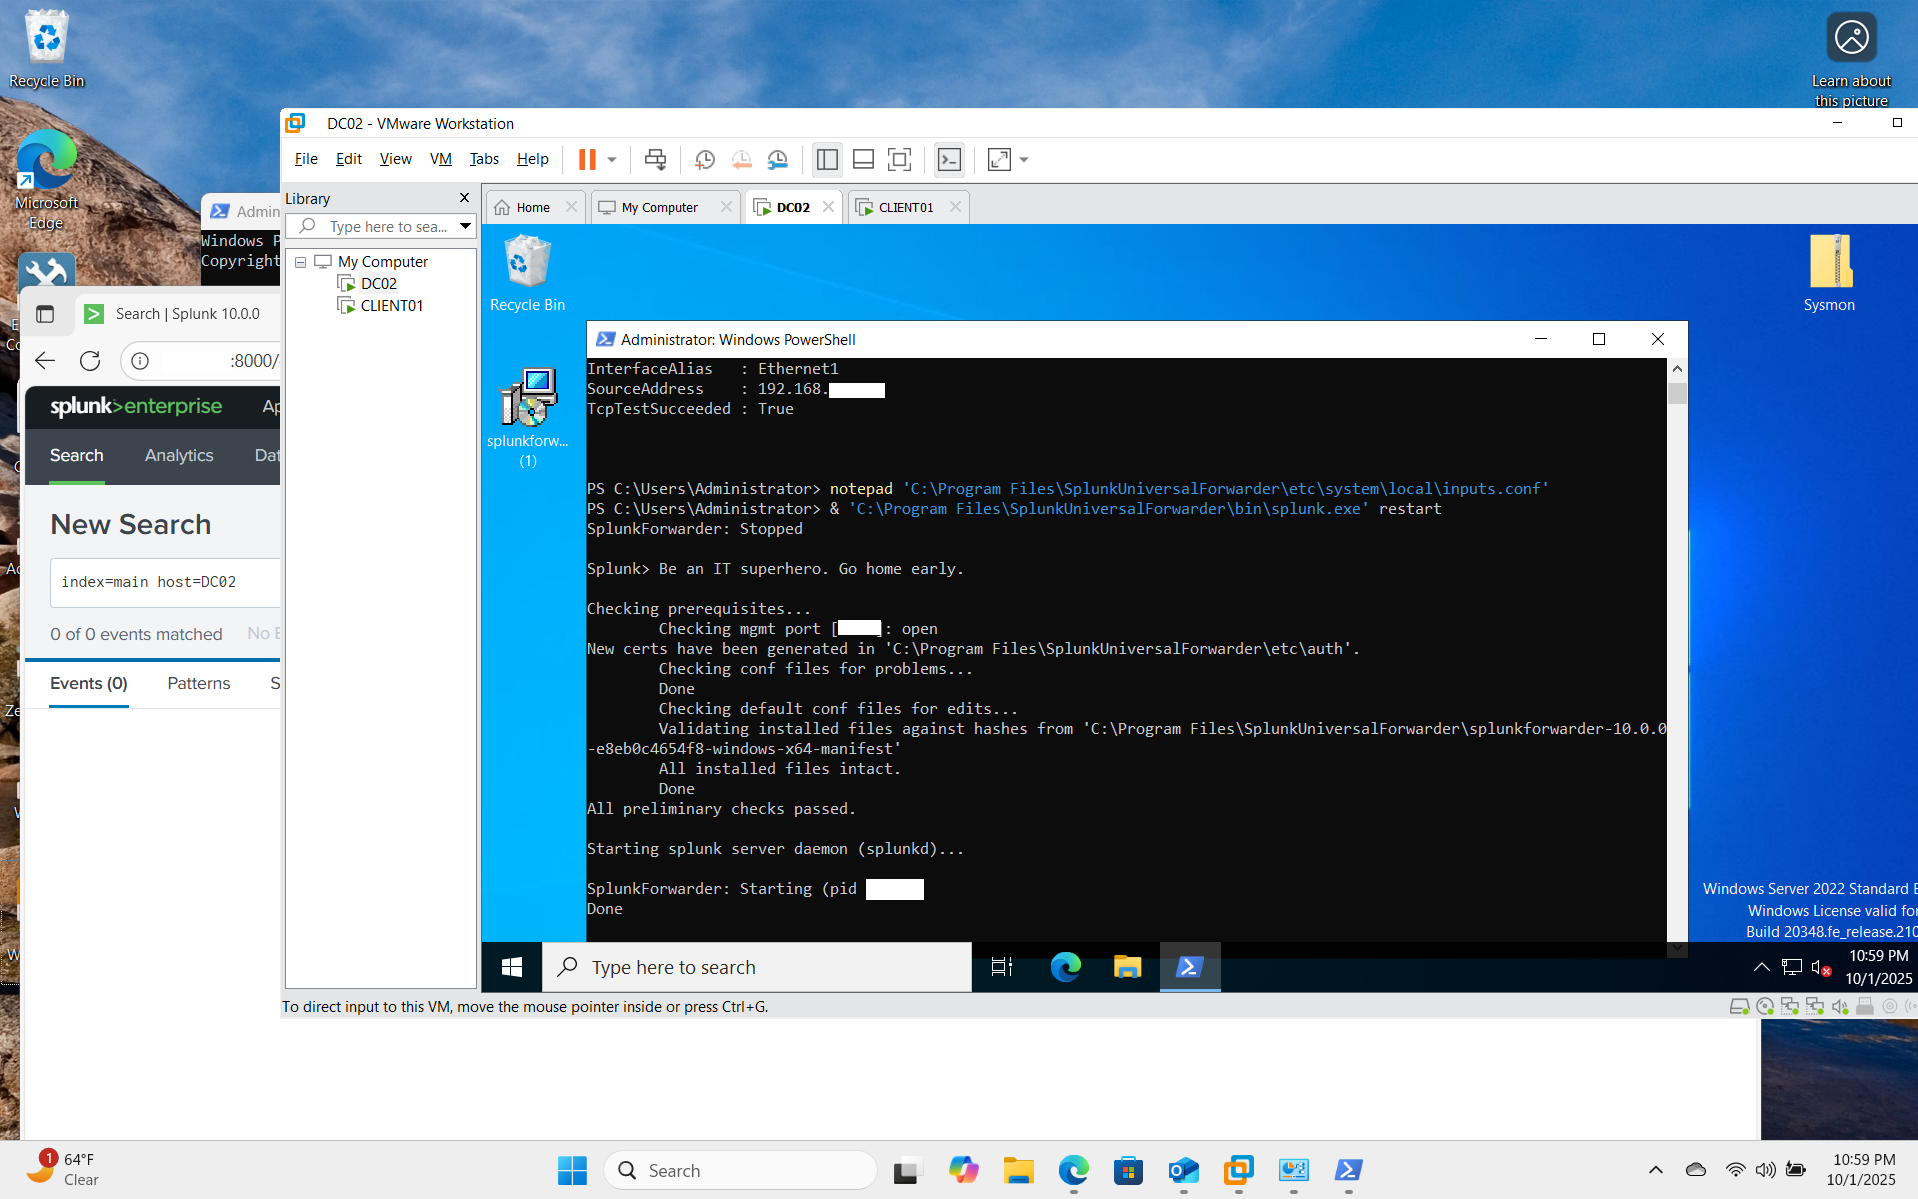 Recycle Bin
Learn about
this picture
Microsoft
Edge
Admin
Windows P
Copyright
Search | Splunk 10.0.0
:8000/
splunk>enterprise
Ap
Search
Analytics
Dat
New Search
index=main host=DC02
0 of 0 events matched
No E
Events (0)
Patterns
S
DC02 - VMware Workstation
File
Edit
View
VM
Tabs
Help
Library
Type here to sea...
My Computer
DC02
CLIENT01
Home
My Computer
DC02
CLIENT01
Recycle Bin
Sysmon
splunkforw...
(1)
Administrator: Windows PowerShell
InterfaceAlias : Ethernet1
SourceAddress : 192.168.
TcpTestSucceeded : True
PS C:\Users\Administrator> notepad 'C:\Program Files\SplunkUniversalForwarder\etc\system\local\inputs.conf'
PS C:\Users\Administrator> & 'C:\Program Files\SplunkUniversalForwarder\bin\splunk.exe' restart
SplunkForwarder: Stopped
Splunk> Be an IT superhero. Go home early.
Checking prerequisites...
Checking mgmt port [ ]: open
New certs have been generated in 'C:\Program Files\SplunkUniversalForwarder\etc\auth'.
Checking conf files for problems...
Done
Checking default conf files for edits...
Validating installed files against hashes from 'C:\Program Files\SplunkUniversalForwarder\splunkforwarder-10.0.0
-e8eb0c4654f8-windows-x64-manifest'
All installed files intact.
Done
All preliminary checks passed.
Starting splunk server daemon (splunkd)...
SplunkForwarder: Starting (pid
Done
Windows Server 2022 Standard E
Windows License valid for
Build 20348.fe_release.210
Type here to search
10:59 PM
10/1/2025
To direct input to this VM, move the mouse pointer inside or press Ctrl+G.
1
64°F
Clear
Search
10:59 PM
10/1/2025